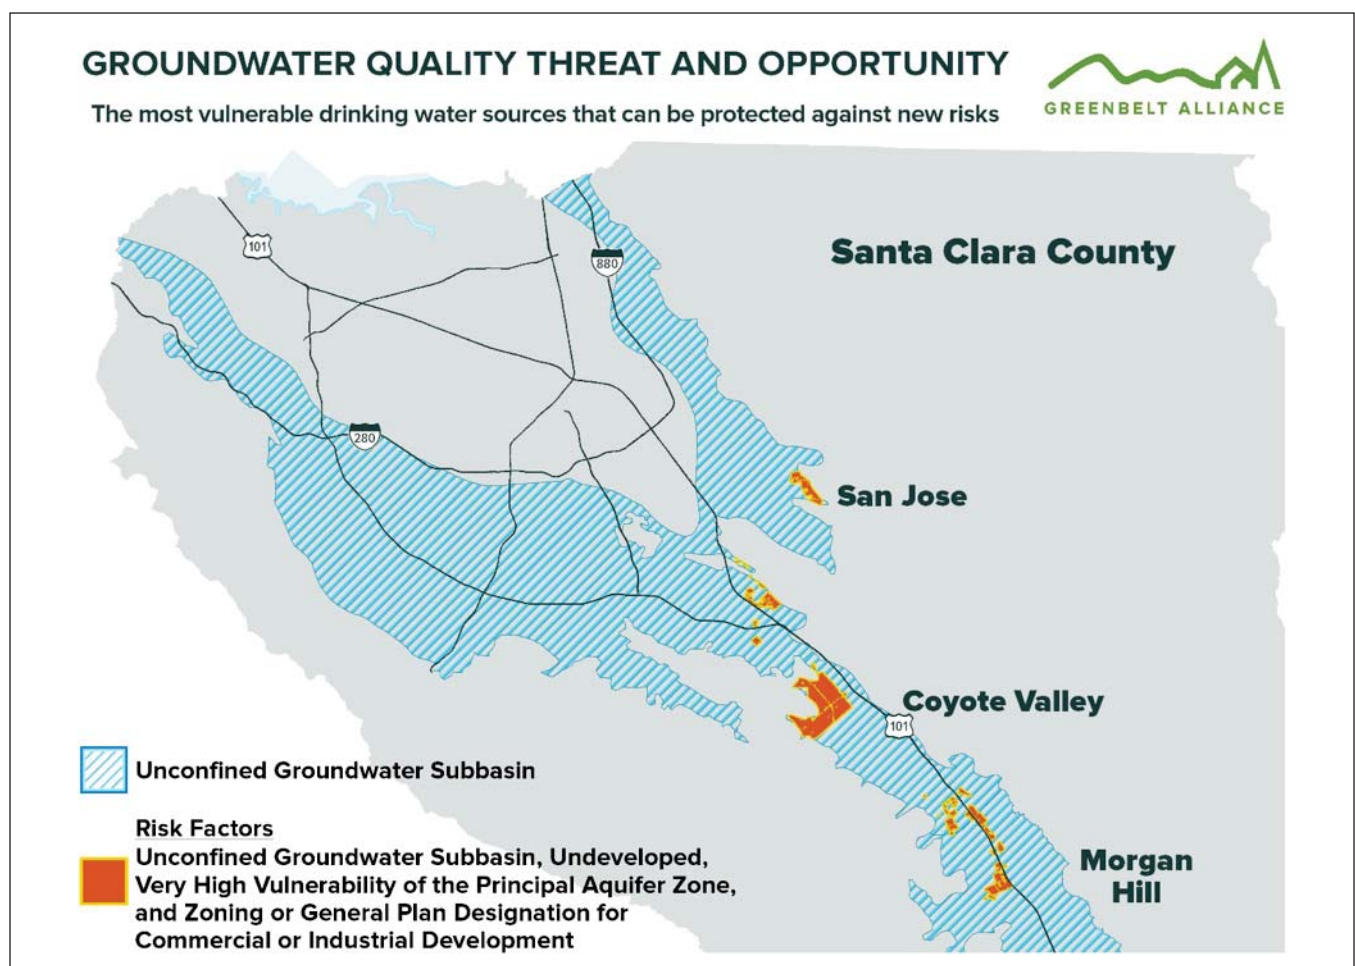 GROUNDWATER QUALITY THREAT AND OPPORTUNITY
The most vulnerable drinking water sources that can be protected against new risks
GREENBELT ALLIANCE
Santa Clara County
101
880
280
San Jose
Coyote Valley
101
Morgan
Hill
Unconfined Groundwater Subbasin
Risk Factors
Unconfined Groundwater Subbasin, Undeveloped,
Very High Vulnerability of the Principal Aquifer Zone,
and Zoning or General Plan Designation for
Commercial or Industrial Development